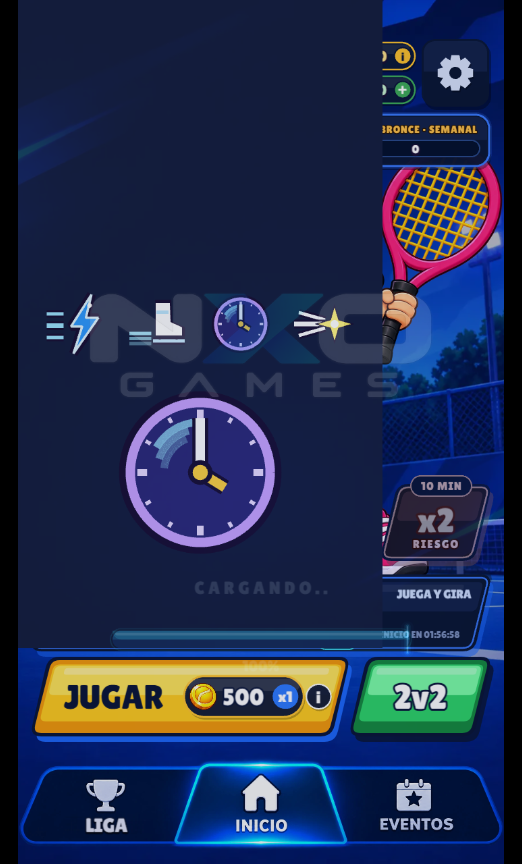 BRONCE - SEMANAL
0
NXO
GAMES
10 MIN
x2
RIESGO
CARGANDO..
JUEGA Y GIRA
INICIO EN 01:56:58
JUGAR
500
x1
i
2v2
LIGA
INICIO
EVENTOS